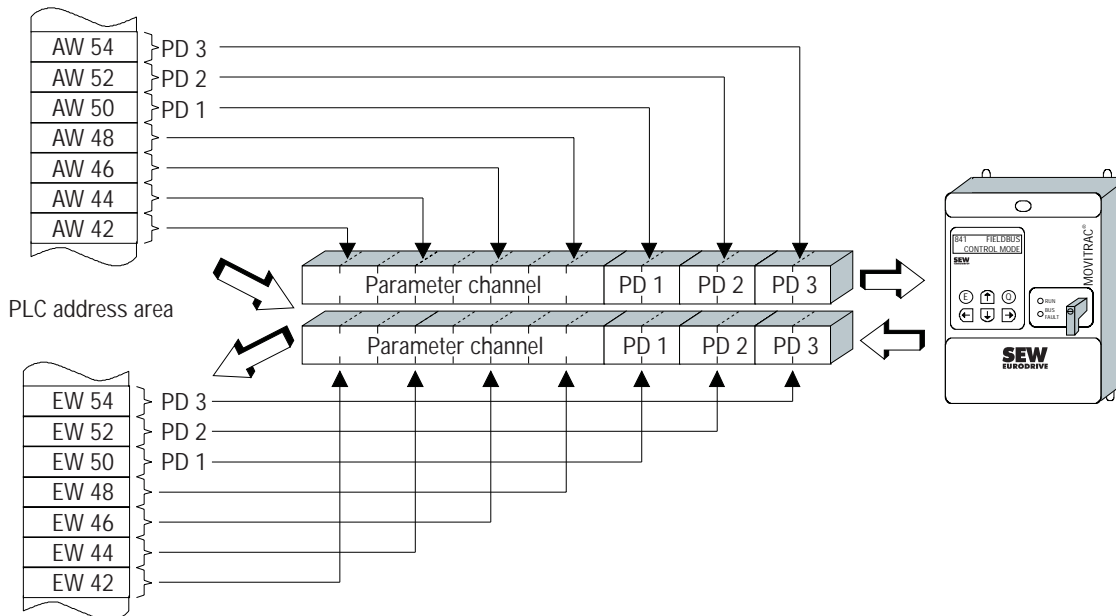 AW 54 PD 3
AW 52 PD 2
AW 50 PD 1
AW 48
AW 46
AW 44
AW 42
PLC address area
Parameter channel PD 1 PD 2 PD 3
Parameter channel PD 1 PD 2 PD 3
EW 54 PD 3
EW 52 PD 2
EW 50 PD 1
EW 48
EW 46
EW 44
EW 42
841 FIELDBUS
CONTROL MODE
SEW
E Q
RUN
BUS
FAULT
MOVITRAC®
SEW
EURODRIVE